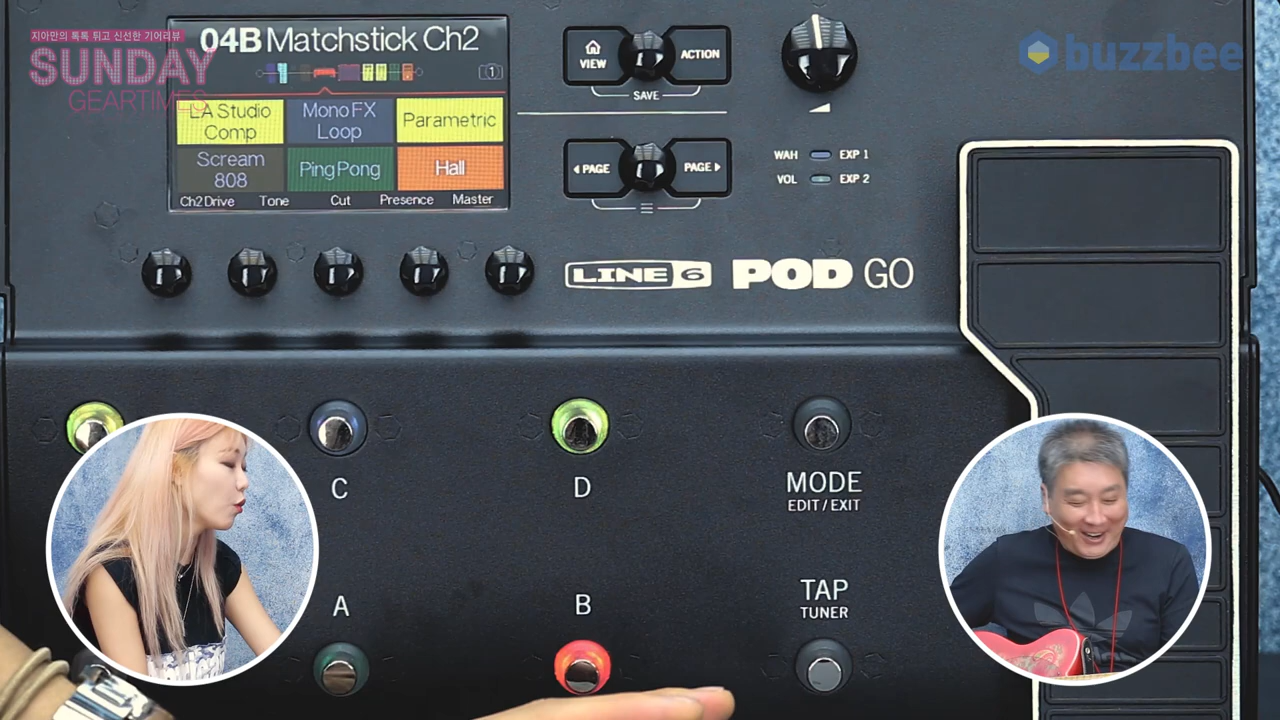 지아만의 톡톡 튀고 신선한 기어리뷰
SUNDAY
GEARTIMES
buzzbee
04B Matchstick Ch2
1
LA Studio Comp
Mono FX Loop
Parametric
Scream 808
Ping Pong
Hall
Ch2 Drive Tone Cut Presence Master
VIEW
ACTION
SAVE
PAGE
PAGE
WAH EXP 1
VOL EXP 2
LINE 6 POD GO
C
D
MODE
EDIT / EXIT
A
B
TAP
TUNER